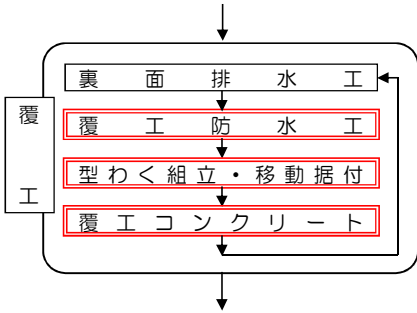 覆工
裏面排水工
覆工防水工
型わく組立・移動据付
覆工コンクリート